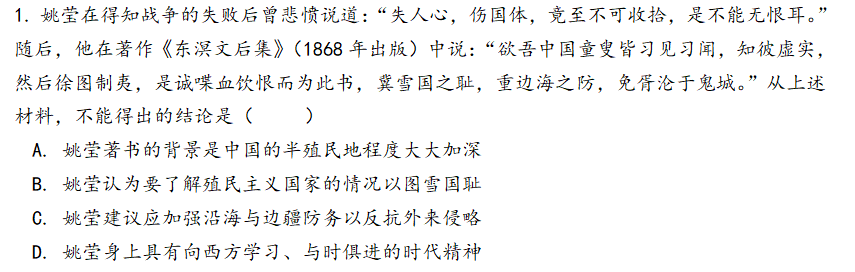 1. 姚莹在得知战争的失败后曾悲愤说道：“失人心，伤国体，竟至不可收拾，是不能无恨耳。”
随后，他在著作《东溟文后集》（1868 年出版）中说：“欲吾中国童叟皆习见习闻，知彼虚实，
然后徐图制夷，是诚喋血饮恨而为此书，冀雪国之耻，重边海之防，免胥沦于鬼城。”从上述
材料，不能得出的结论是（　　）
A. 姚莹著书的背景是中国的半殖民地程度大大加深
B. 姚莹认为要了解殖民主义国家的情况以图雪国耻
C. 姚莹建议应加强沿海与边疆防务以反抗外来侵略
D. 姚莹身上具有向西方学习、与时俱进的时代精神